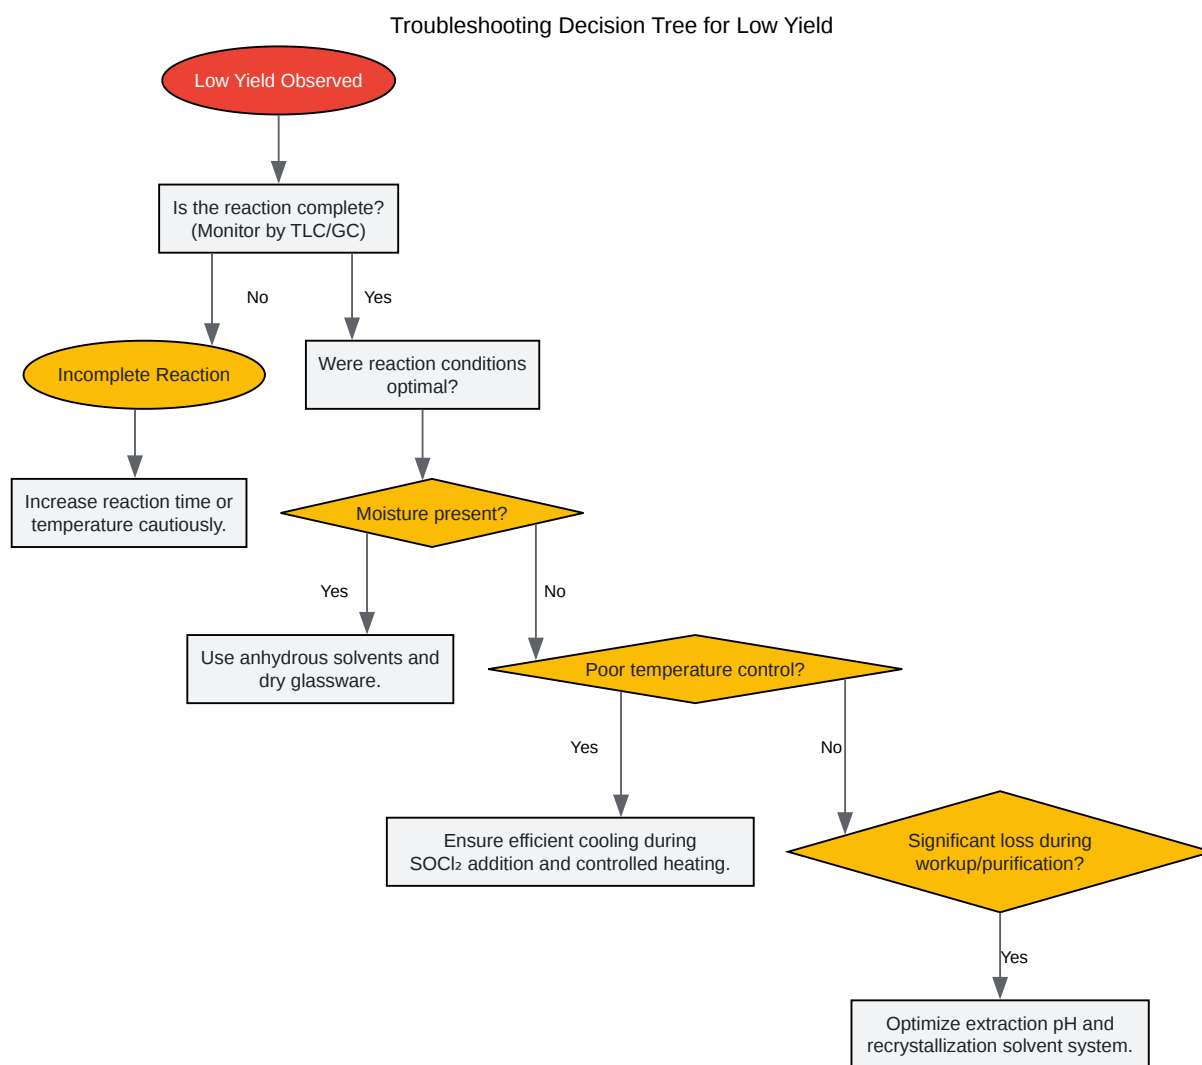 Troubleshooting Decision Tree for Low Yield
Low Yield Observed
Is the reaction complete?
(Monitor by TLC/GC)
No
Yes
Incomplete Reaction
Were reaction conditions
optimal?
Increase reaction time or
temperature cautiously.
Moisture present?
Yes
No
Use anhydrous solvents and
dry glassware.
Poor temperature control?
Yes
No
Ensure efficient cooling during
SOCl₂ addition and controlled heating.
Significant loss during
workup/purification?
Yes
Optimize extraction pH and
recrystallization solvent system.